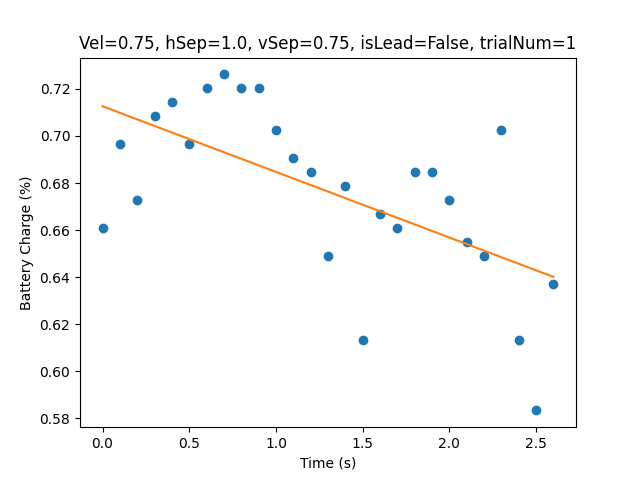 Vel=0.75, hSep=1.0, vSep=0.75, isLead=False, trialNum=1
0.72
0.70
0.68
0.66
0.64
0.62
0.60
0.58
Battery Charge (%)
0.0 0.5 1.0 1.5 2.0 2.5
Time (s)